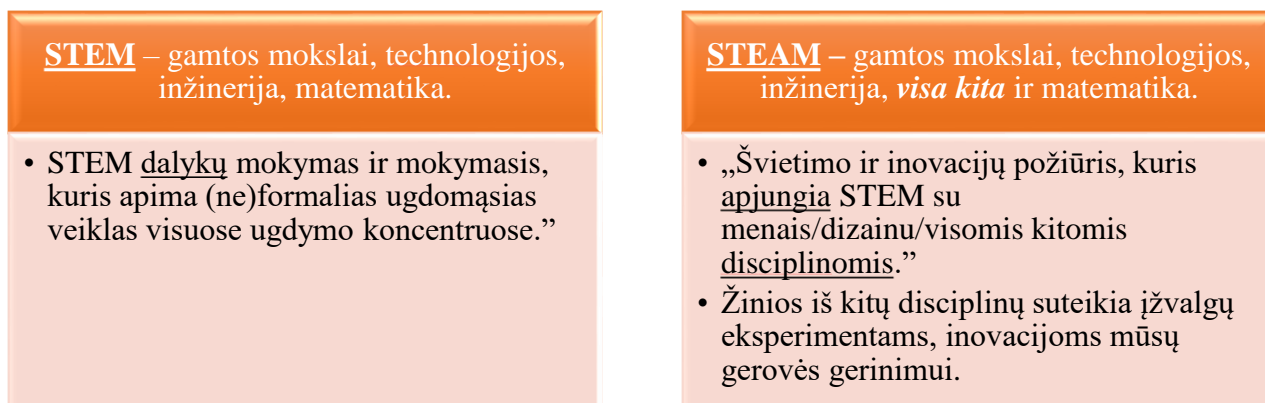 STEM – gamtos mokslai, technologijos,
inžinerija, matematika.
• STEM dalykų mokymas ir mokymasis,
kuris apima (ne)formalias ugdomąsias
veiklas visuose ugdymo koncentruose.”
STEAM – gamtos mokslai, technologijos,
inžinerija, visa kita ir matematika.
• „Švietimo ir inovacijų požiūris, kuris
apjungia STEM su
menais/dizainu/visomis kitomis
disciplinomis.”
• Žinios iš kitų disciplinų suteikia įžvalgų
eksperimentams, inovacijoms mūsų
gerovės gerinimui.